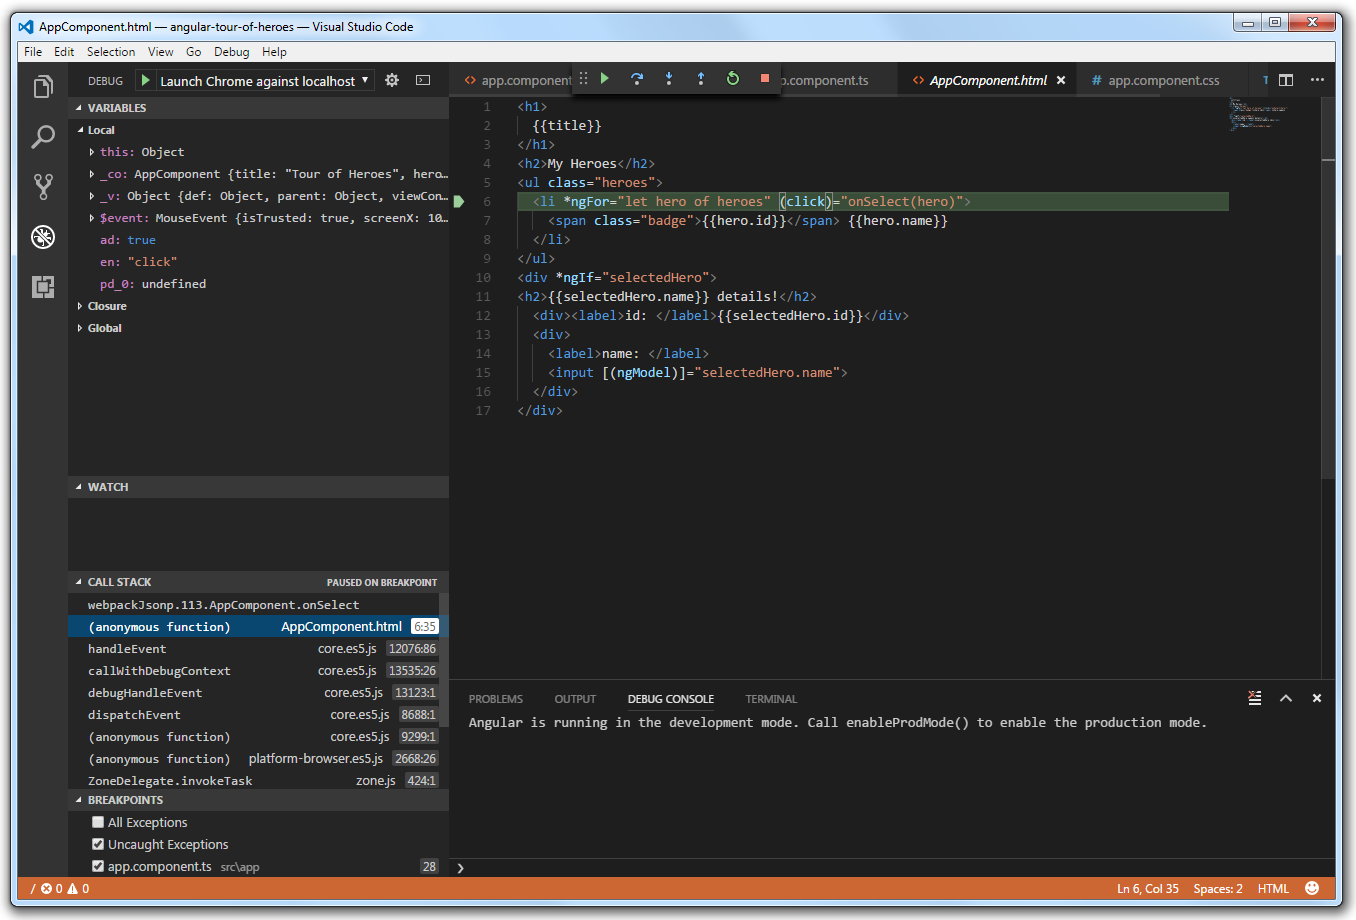 AppComponent.html — angular-tour-of-heroes — Visual Studio Code
File Edit Selection View Go Debug Help
DEBUG Launch Chrome against localhost
app.component
p.component.ts
AppComponent.html
# app.component.css
T
VARIABLES
Local
this: Object
_co: AppComponent {title: "Tour of Heroes", hero…
_v: Object {def: Object, parent: Object, viewCon…
$event: MouseEvent {isTrusted: true, screenX: 10…
ad: true
en: "click"
pd_0: undefined
Closure
Global
WATCH
CALL STACK PAUSED ON BREAKPOINT
webpackJsonp.113.AppComponent.onSelect
(anonymous function) AppComponent.html 6:35
handleEvent core.es5.js 12076:86
callWithDebugContext core.es5.js 13535:26
debugHandleEvent core.es5.js 13123:1
dispatchEvent core.es5.js 8688:1
(anonymous function) core.es5.js 9299:1
(anonymous function) platform-browser.es5.js 2668:26
ZoneDelegate.invokeTask zone.js 424:1
BREAKPOINTS
All Exceptions
Uncaught Exceptions
app.component.ts src\app 28
1 <h1>
2 {{title}}
3 </h1>
4 <h2>My Heroes</h2>
5 <ul class="heroes">
6 <li *ngFor="let hero of heroes" (click)="onSelect(hero)">
7 <span class="badge">{{hero.id}}</span> {{hero.name}}
8 </li>
9 </ul>
10 <div *ngIf="selectedHero">
11 <h2>{{selectedHero.name}} details!</h2>
12 <div><label>id: </label>{{selectedHero.id}}</div>
13 <div>
14 <label>name: </label>
15 <input [(ngModel)]="selectedHero.name">
16 </div>
17 </div>
PROBLEMS OUTPUT DEBUG CONSOLE TERMINAL
Angular is running in the development mode. Call enableProdMode() to enable the production mode.
/ 0 0
Ln 6, Col 35 Spaces: 2 HTML